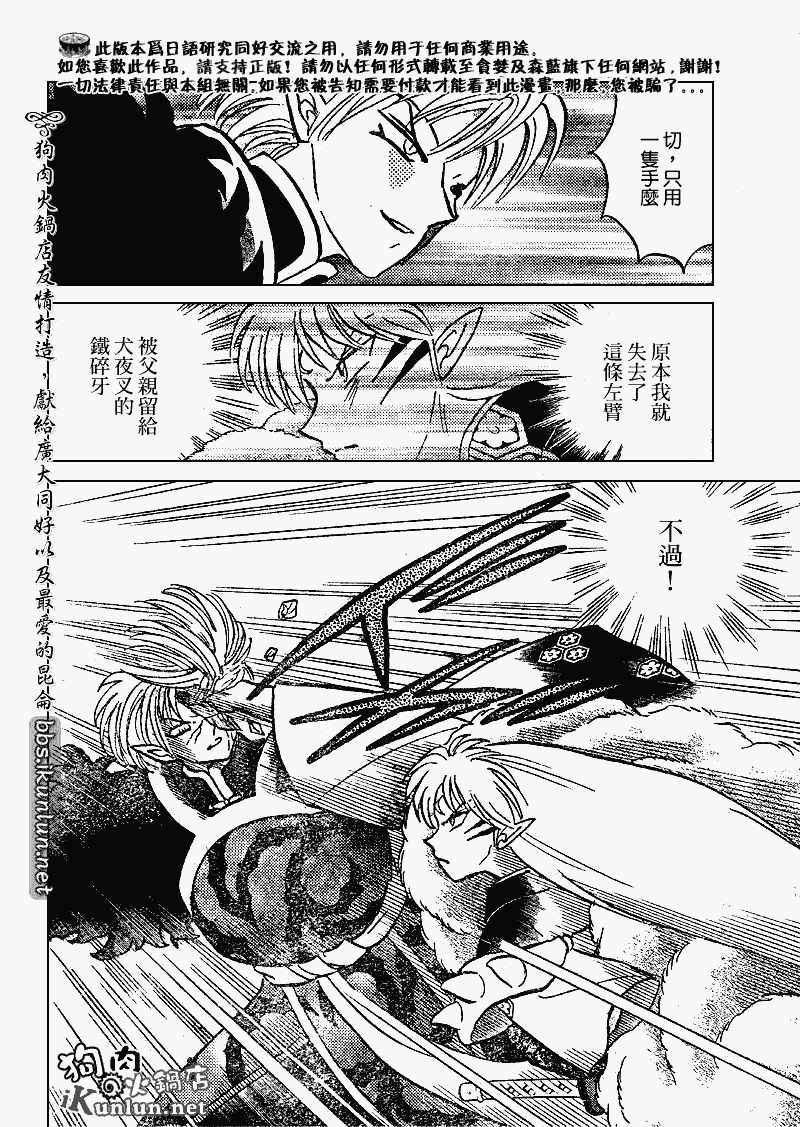 此版本爲日語研究同好交流之用，請勿用于任何商業用途。
如您喜歡此作品，請支持正版！請勿以任何形式轉載至貪婪及森藍旗下任何網站，謝謝！
一切法律責任與本組無關.如果您被告知需要付款才能看到此漫畫，那麼，您被騙了...
切，只用
一隻手麼
原本我就
失去了
這條左臂
被父親留給
犬夜叉的
鐵碎牙
不過！
狗肉火鍋店友情打造，獻給廣大同好以及最愛的昆侖
bbs.ikunlun.net
狗肉
火鍋店
iKunlun.net